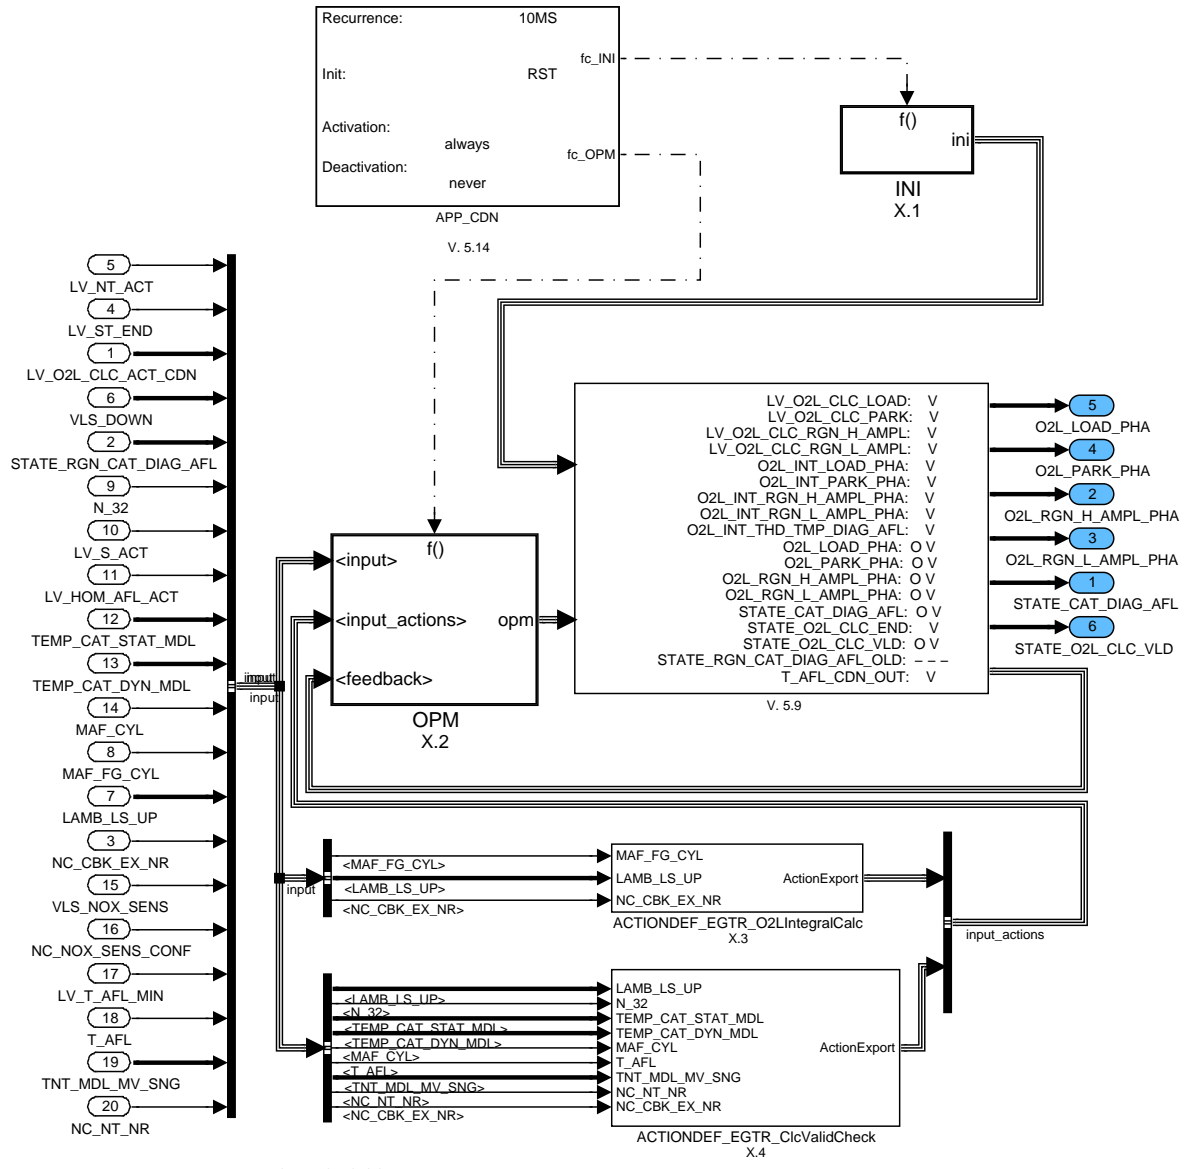 Recurrence: 10MS
fc_INI
Init: RST
Activation:
always
fc_OPM
Deactivation:
never
APP_CDN
V. 5.14
f()
ini
INI
X.1
5
LV_NT_ACT
4
LV_ST_END
1
LV_O2L_CLC_ACT_CDN
6
VLS_DOWN
2
STATE_RGN_CAT_DIAG_AFL
9
N_32
10
LV_S_ACT
11
LV_HOM_AFL_ACT
12
TEMP_CAT_STAT_MDL
13
TEMP_CAT_DYN_MDL
14
MAF_CYL
8
MAF_FG_CYL
7
LAMB_LS_UP
3
NC_CBK_EX_NR
15
VLS_NOX_SENS
16
NC_NOX_SENS_CONF
17
LV_T_AFL_MIN
18
T_AFL
19
TNT_MDL_MV_SNG
20
NC_NT_NR
input
input
f()
<input>
<input_actions> opm
<feedback>
OPM
X.2
LV_O2L_CLC_LOAD: V
LV_O2L_CLC_PARK: V
LV_O2L_CLC_RGN_H_AMPL: V
LV_O2L_CLC_RGN_L_AMPL: V
O2L_INT_LOAD_PHA: V
O2L_INT_PARK_PHA: V
O2L_INT_RGN_H_AMPL_PHA: V
O2L_INT_RGN_L_AMPL_PHA: V
O2L_INT_THD_TMP_DIAG_AFL: V
O2L_LOAD_PHA: O V
O2L_PARK_PHA: O V
O2L_RGN_H_AMPL_PHA: O V
O2L_RGN_L_AMPL_PHA: O V
STATE_CAT_DIAG_AFL: O V
STATE_O2L_CLC_END: V
STATE_O2L_CLC_VLD: O V
STATE_RGN_CAT_DIAG_AFL_OLD: – – –
T_AFL_CDN_OUT: V
V. 5.9
5
O2L_LOAD_PHA
4
O2L_PARK_PHA
2
O2L_RGN_H_AMPL_PHA
3
O2L_RGN_L_AMPL_PHA
1
STATE_CAT_DIAG_AFL
6
STATE_O2L_CLC_VLD
input
<MAF_FG_CYL>
<LAMB_LS_UP>
<NC_CBK_EX_NR>
MAF_FG_CYL
LAMB_LS_UP
NC_CBK_EX_NR
ActionExport
ACTIONDEF_EGTR_O2LIntegralCalc
X.3
input_actions
<LAMB_LS_UP>
<N_32>
<TEMP_CAT_STAT_MDL>
<TEMP_CAT_DYN_MDL>
<MAF_CYL>
<T_AFL>
<TNT_MDL_MV_SNG>
<NC_NT_NR>
<NC_CBK_EX_NR>
LAMB_LS_UP
N_32
TEMP_CAT_STAT_MDL
TEMP_CAT_DYN_MDL
MAF_CYL
T_AFL
TNT_MDL_MV_SNG
NC_NT_NR
NC_CBK_EX_NR
ActionExport
ACTIONDEF_EGTR_ClcValidCheck
X.4